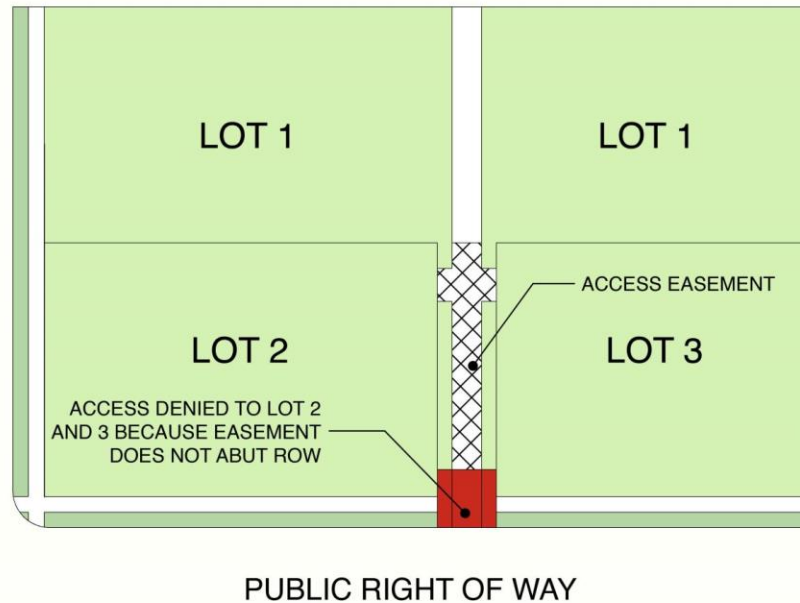 LOT 1
LOT 1
ACCESS EASEMENT
LOT 2
LOT 3
ACCESS DENIED TO LOT 2
AND 3 BECAUSE EASEMENT
DOES NOT ABUT ROW
PUBLIC RIGHT OF WAY